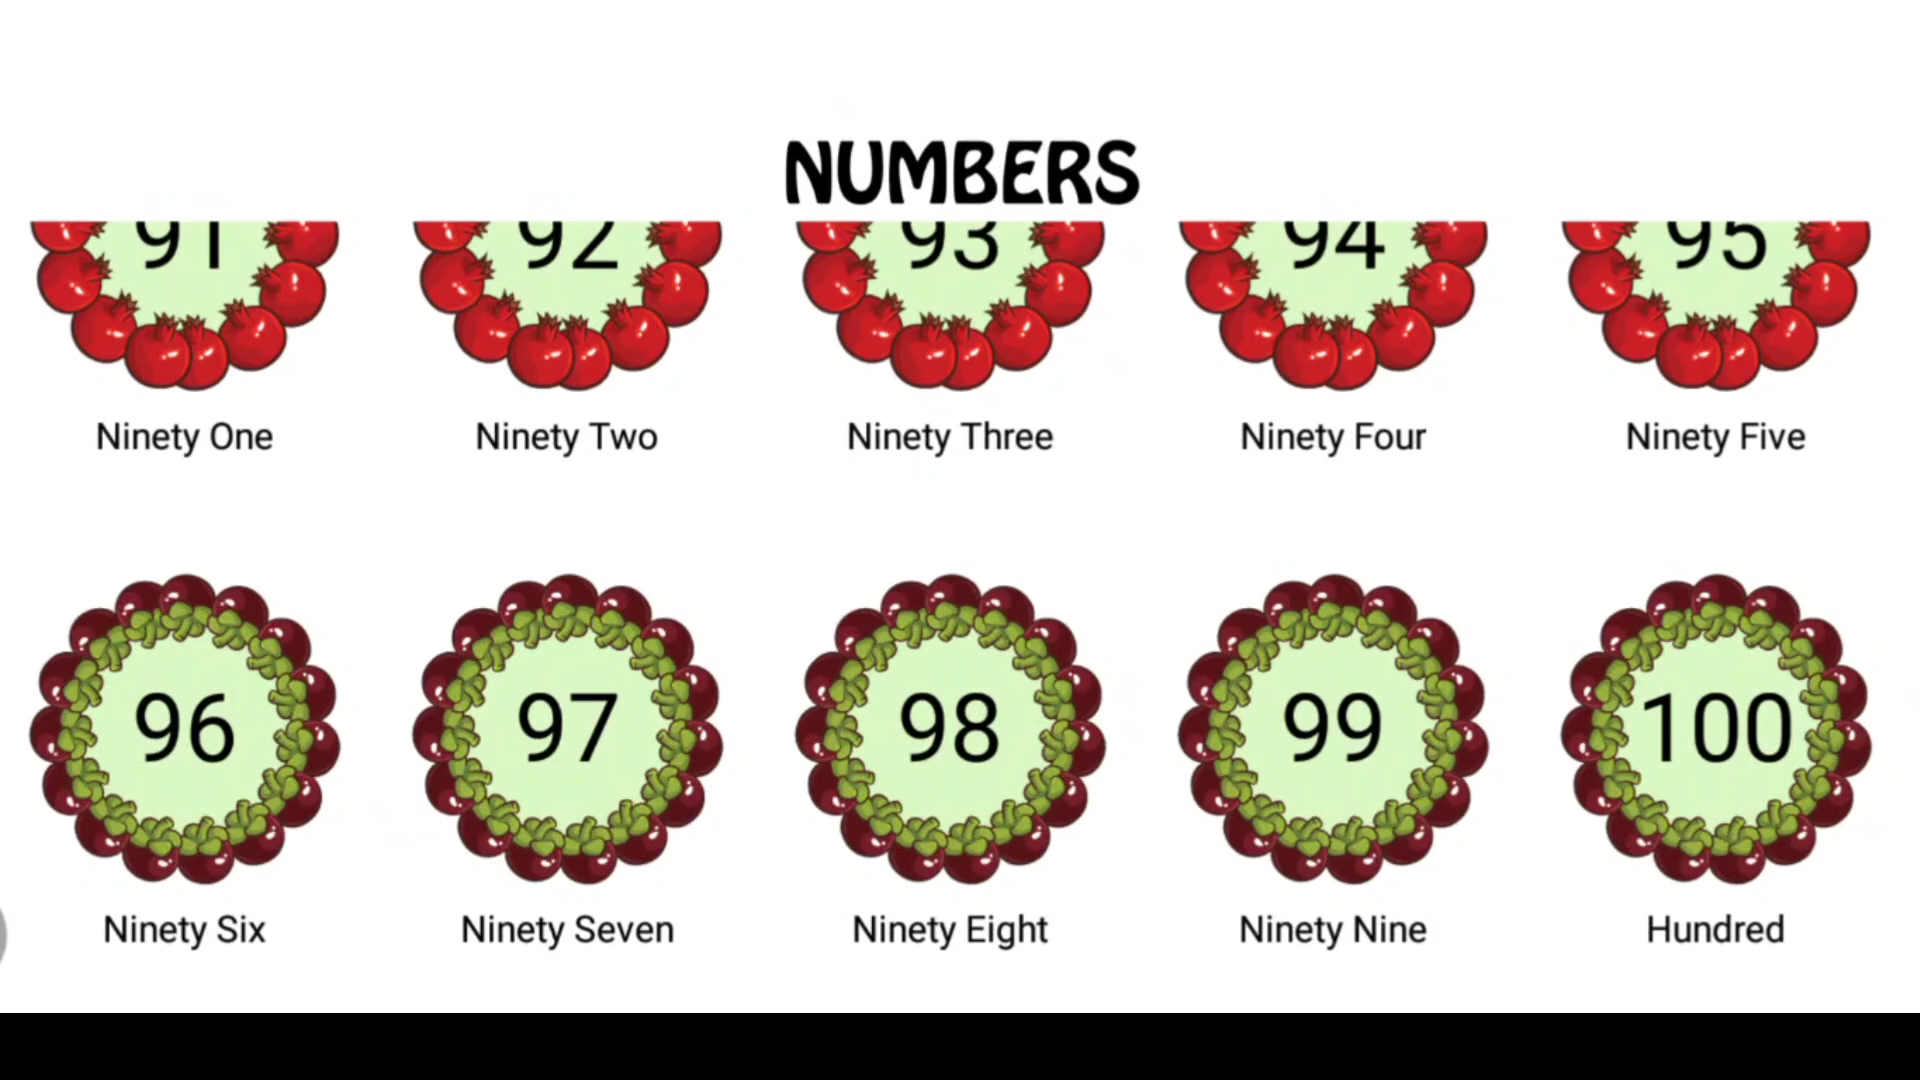 NUMBERS
91 92 93 94 95
Ninety One Ninety Two Ninety Three Ninety Four Ninety Five
96 97 98 99 100
Ninety Six Ninety Seven Ninety Eight Ninety Nine Hundred